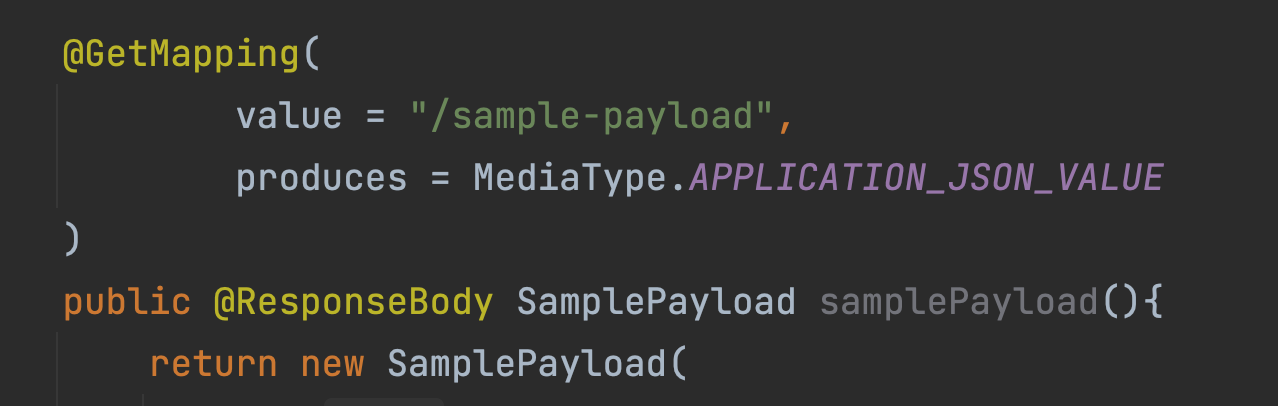 @GetMapping(
value = "/sample-payload",
produces = MediaType.APPLICATION_JSON_VALUE
)
public @ResponseBody SamplePayload samplePayload(){
return new SamplePayload(